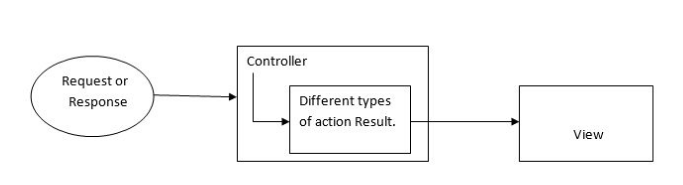 Request or
Response
Controller
Different types
of action Result.
View